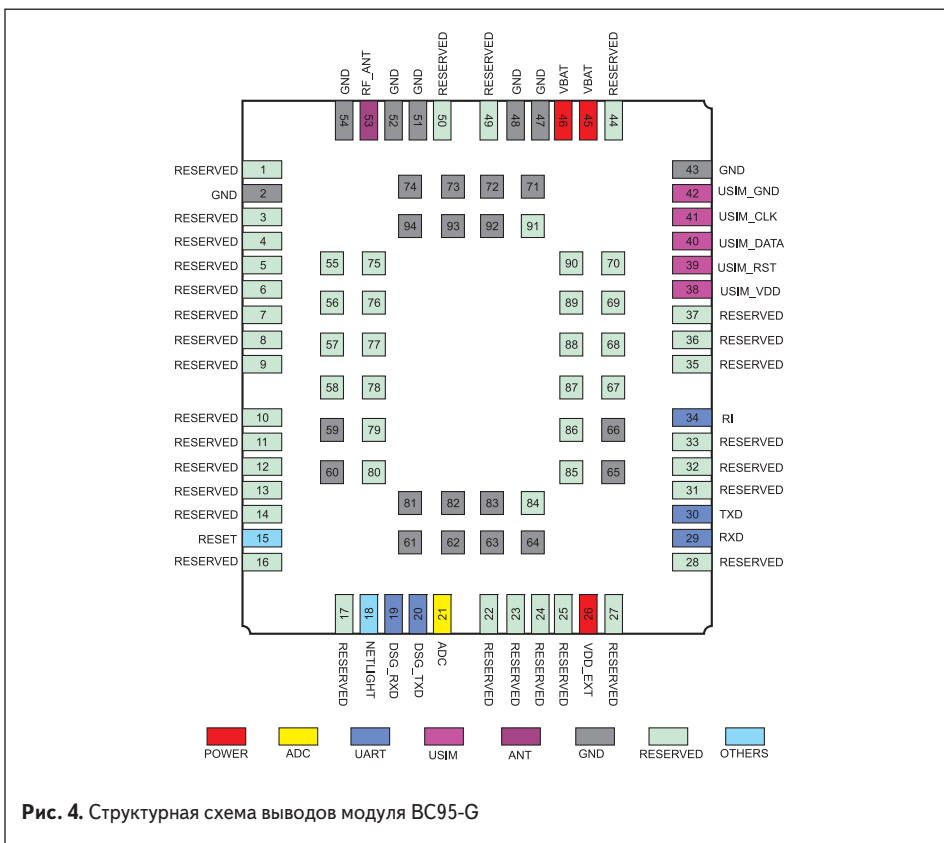 GND RF_ANT GND GND RESERVED RESERVED GND GND VBAT VBAT RESERVED
54 53 52 51 50 49 48 47 46 45 44
RESERVED 1
GND 2
RESERVED 3
RESERVED 4
RESERVED 5
RESERVED 6
RESERVED 7
RESERVED 8
RESERVED 9
RESERVED 10
RESERVED 11
RESERVED 12
RESERVED 13
RESERVED 14
RESET 15
RESERVED 16
74 73 72 71
94 93 92 91
55 75 90 70
56 76 89 69
57 77 88 68
58 78 87 67
59 79 86 66
60 80 85 65
81 82 83 84
61 62 63 64
43 GND
42 USIM_GND
41 USIM_CLK
40 USIM_DATA
39 USIM_RST
38 USIM_VDD
37 RESERVED
36 RESERVED
35 RESERVED
34 RI
33 RESERVED
32 RESERVED
31 RESERVED
30 TXD
29 RXD
28 RESERVED
17 18 19 20 21 22 23 24 25 26 27
RESERVED NETLIGHT DSG_RXD DSG_TXD ADC RESERVED RESERVED RESERVED RESERVED VDD_EXT RESERVED
POWER ADC UART USIM ANT GND RESERVED OTHERS
Рис. 4. Структурная схема выводов модуля BC95-G